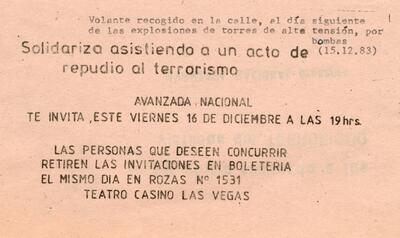 Volante recogido en la calle, al día siguiente
de las explosiones de torres de alta tensión, por
bombas
Solidariza asistiendo a un acto de (15.12.83)
repudio al terrorismo
AVANZADA NACIONAL
TE INVITA, ESTE VIERNES 16 DE DICIEMBRE A LAS 19hrs.
LAS PERSONAS QUE DESEEN CONCURRIR
RETIREN LAS INVITACIONES EN BOLETERIA
EL MISMO DIA EN ROZAS Nº 1531
TEATRO CASINO LAS VEGAS